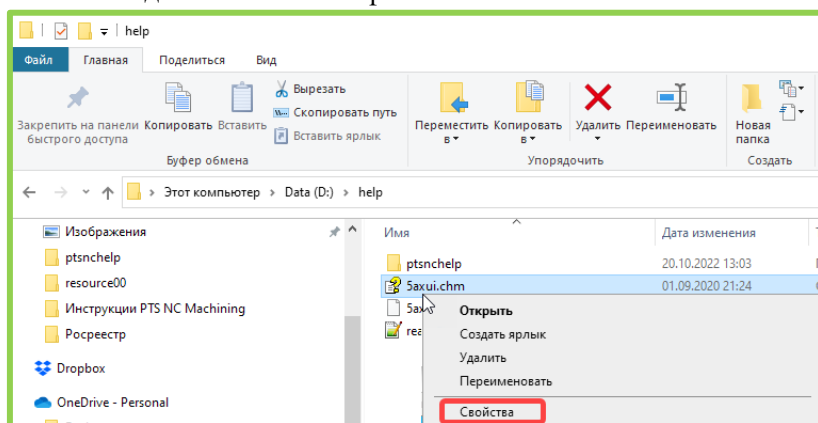 help
Файл Главная Поделиться Вид
Закрепить на панели быстрого доступа
Копировать
Вставить
Вырезать
Скопировать путь
Вставить ярлык
Буфер обмена
Переместить в
Копировать в
Удалить
Переименовать
Упорядочить
Новая папка
Создать
Этот компьютер > Data (D:) > help
Изображения
ptsnchelp
resource00
Инструкции PTS NC Machining
Росреестр
Dropbox
OneDrive - Personal
Имя Дата изменения
ptsnchelp 20.10.2022 13:03
5axui.chm 01.09.2020 21:24
Открыть
Создать ярлык
Удалить
Переименовать
Свойства